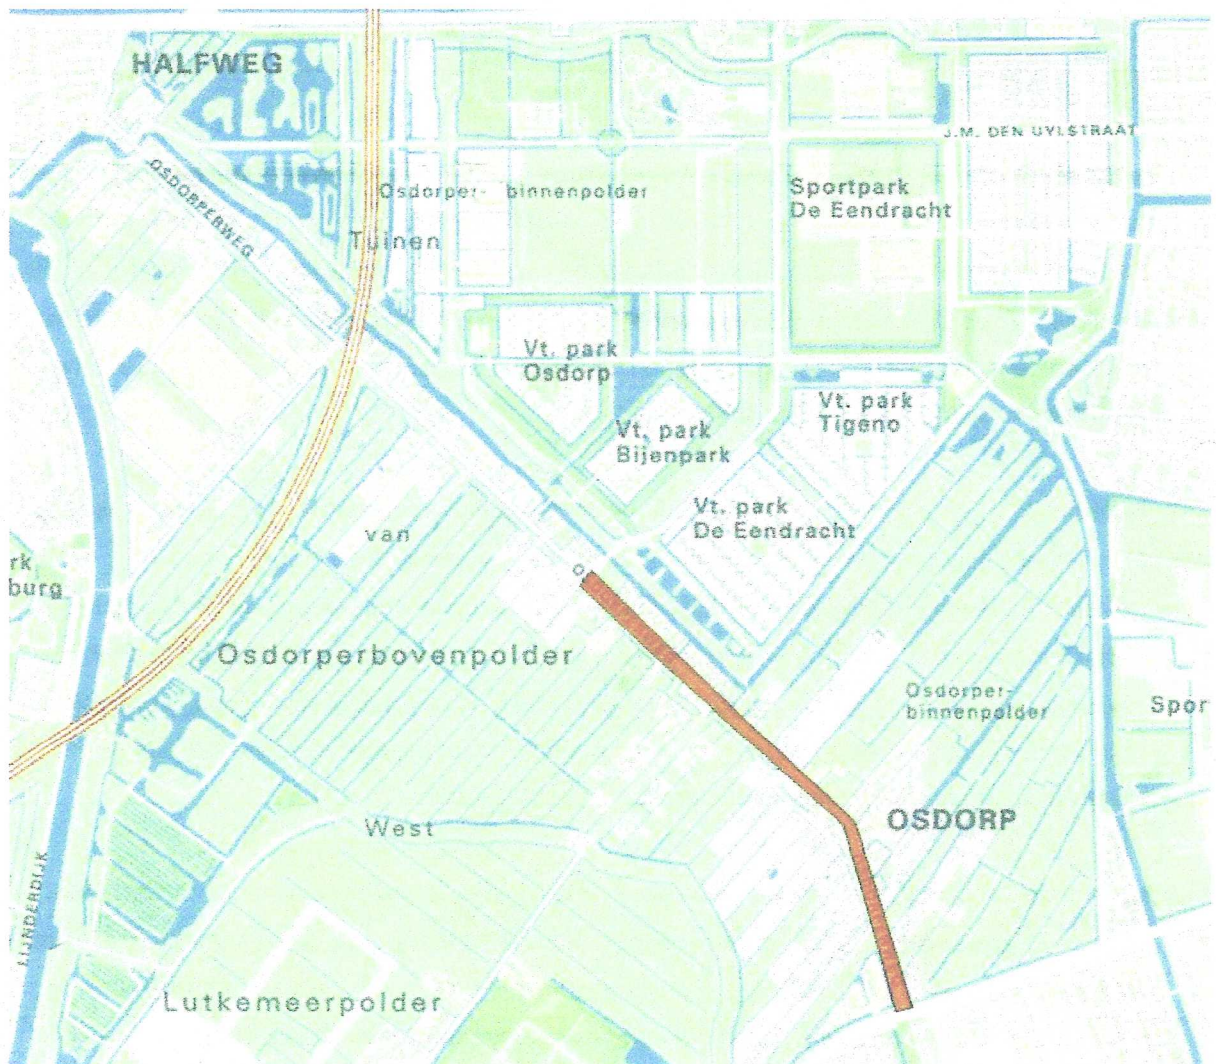 HALFWEG
J.M. DEN UYLSTRAAT
OSDORPERWEG
Osdorper- binnenpolder
Sportpark
De Eendracht
Tuinen
Vt. park
Osdorp
Vt. park
Tigeno
Vt. park
Bijenpark
Vt. park
De Eendracht
van
rk
burg
Osdorperbovenpolder
Osdorper-
binnenpolder
Spor
OSDORP
West
LIJNDERDIJK
Lutkemeerpolder